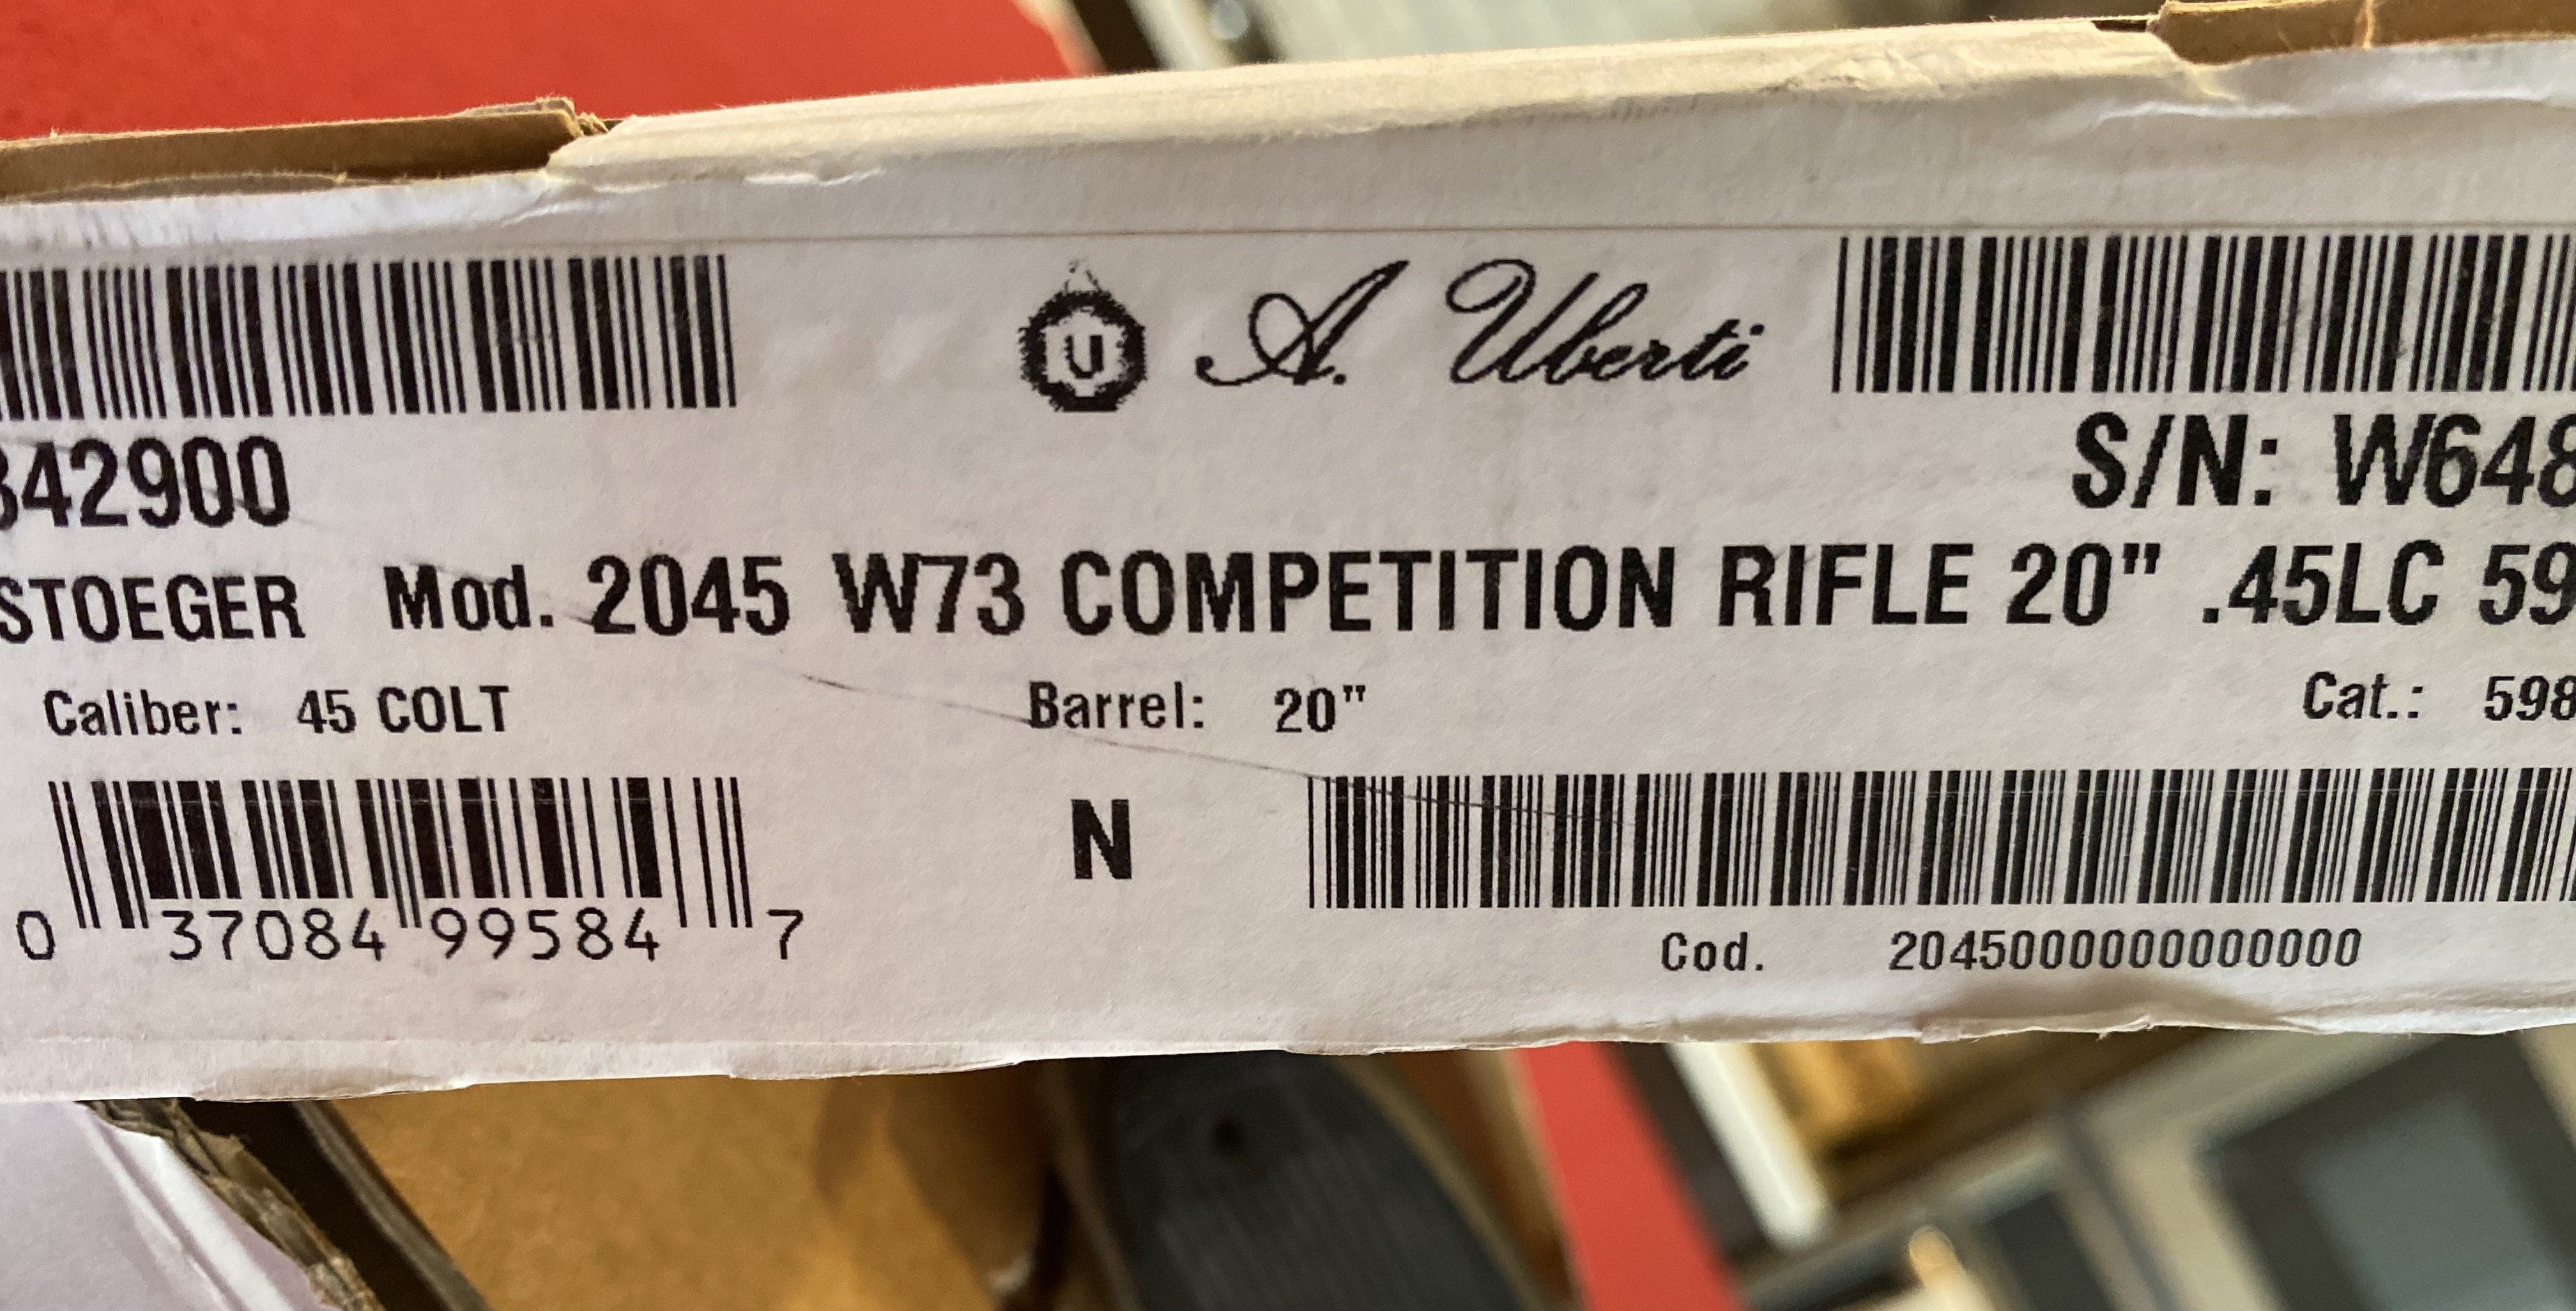 U A. Uberti
342900 S/N: W648
STOEGER Mod. 2045 W73 COMPETITION RIFLE 20" .45LC 59
Caliber: 45 COLT Barrel: 20" Cat.: 598
N
0 37084 99584 7
Cod. 2045000000000000